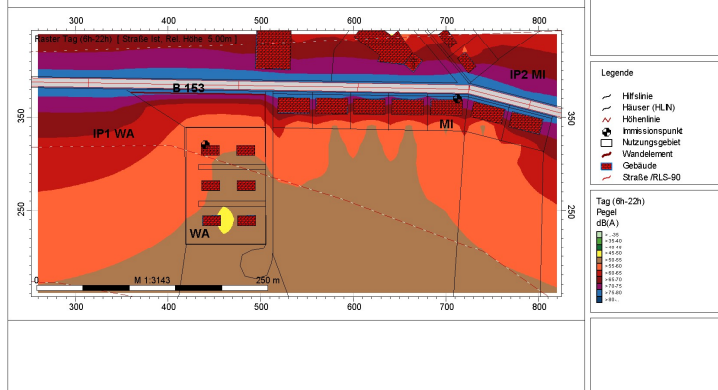 300 400 500 600 700 800
Raster Tag (6h-22h) [ Straße Ist. Rel. Höhe 5.00m ]
IP2 MI
B 153
350 350
IP1 WA
MI
250 250
WA
0 M 1:3143 250 m
300 400 500 600 700 800
Legende
Hilfslinie
Häuser (HLIN)
Höhenlinie
Immissionspunkt
Nutzungsgebiet
Wandelement
Gebäude
Straße /RLS-90
Tag (6h-22h)
Pegel
dB(A)
>..-35
>35-40
>45-50
>50-55
>55-60
>60-65
>65-70
>70-75
>75-80
>80-..